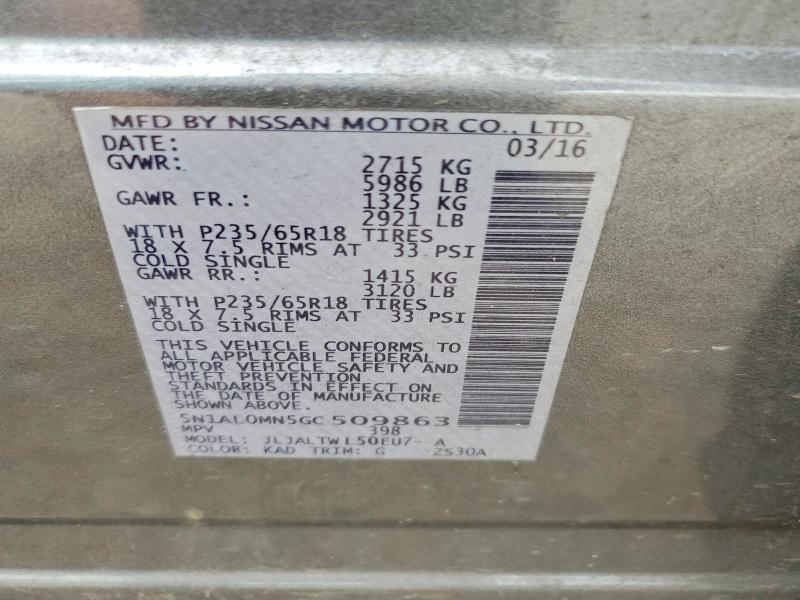 MFD BY NISSAN MOTOR CO., LTD.
DATE: 03/16
GVWR: 2715 KG
5986 LB
GAWR FR.: 1325 KG
2921 LB
WITH P235/65R18 TIRES
18 X 7.5 RIMS AT 33 PSI
COLD SINGLE
GAWR RR.: 1415 KG
3120 LB
WITH P235/65R18 TIRES
18 X 7.5 RIMS AT 33 PSI
COLD SINGLE
THIS VEHICLE CONFORMS TO
ALL APPLICABLE FEDERAL
MOTOR VEHICLE SAFETY AND
THEFT PREVENTION
STANDARDS IN EFFECT ON
THE DATE OF MANUFACTURE
SHOWN ABOVE.
5N1AL0MN5GC 509863
MPV 398
MODEL: JLJALTW L50EU7- A
COLOR: KAD TRIM: G ZS30A